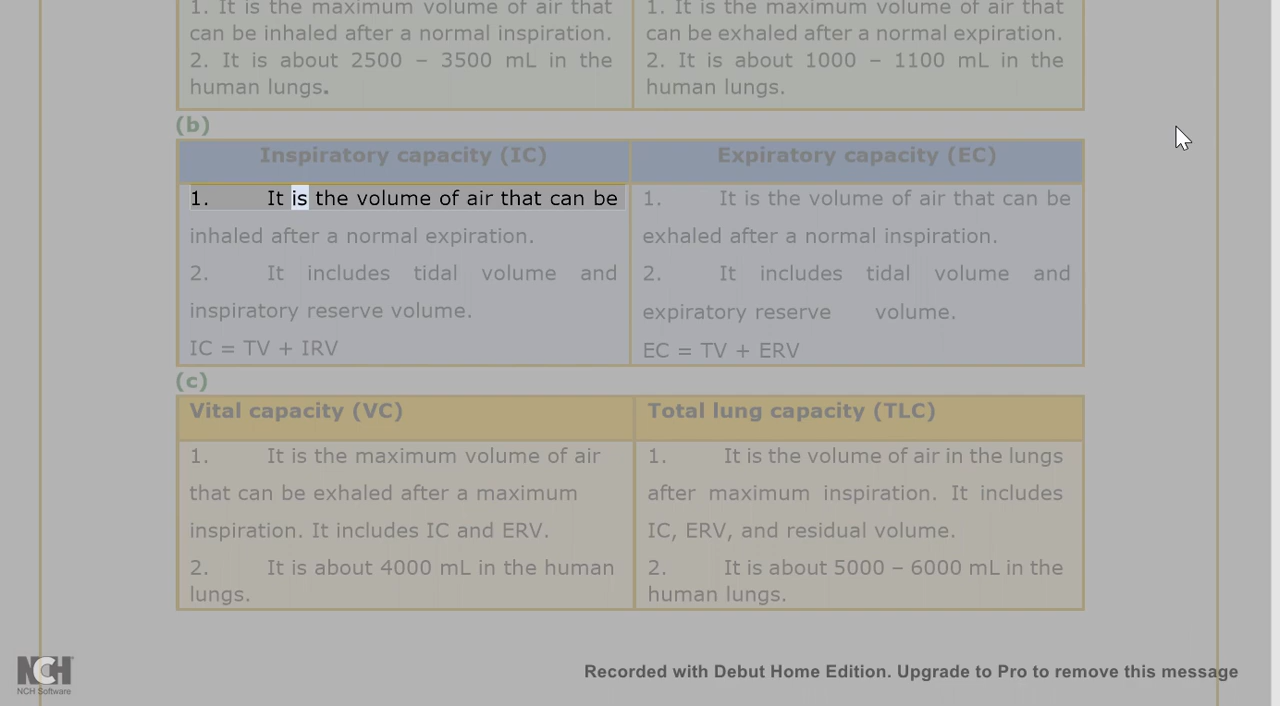 1. It is the maximum volume of air that
can be inhaled after a normal inspiration.
2. It is about 2500 – 3500 mL in the
human lungs.
1. It is the maximum volume of air that
can be exhaled after a normal expiration.
2. It is about 1000 – 1100 mL in the
human lungs.
(b)
Inspiratory capacity (IC)
1. It is the volume of air that can be
inhaled after a normal expiration.
2. It includes tidal volume and
inspiratory reserve volume.
IC = TV + IRV
Expiratory capacity (EC)
1. It is the volume of air that can be
exhaled after a normal inspiration.
2. It includes tidal volume and
expiratory reserve volume.
EC = TV + ERV
(c)
Vital capacity (VC)
1. It is the maximum volume of air
that can be exhaled after a maximum
inspiration. It includes IC and ERV.
2. It is about 4000 mL in the human
lungs.
Total lung capacity (TLC)
1. It is the volume of air in the lungs
after maximum inspiration. It includes
IC, ERV, and residual volume.
2. It is about 5000 – 6000 mL in the
human lungs.
NCH
NCH Software
Recorded with Debut Home Edition. Upgrade to Pro to remove this message